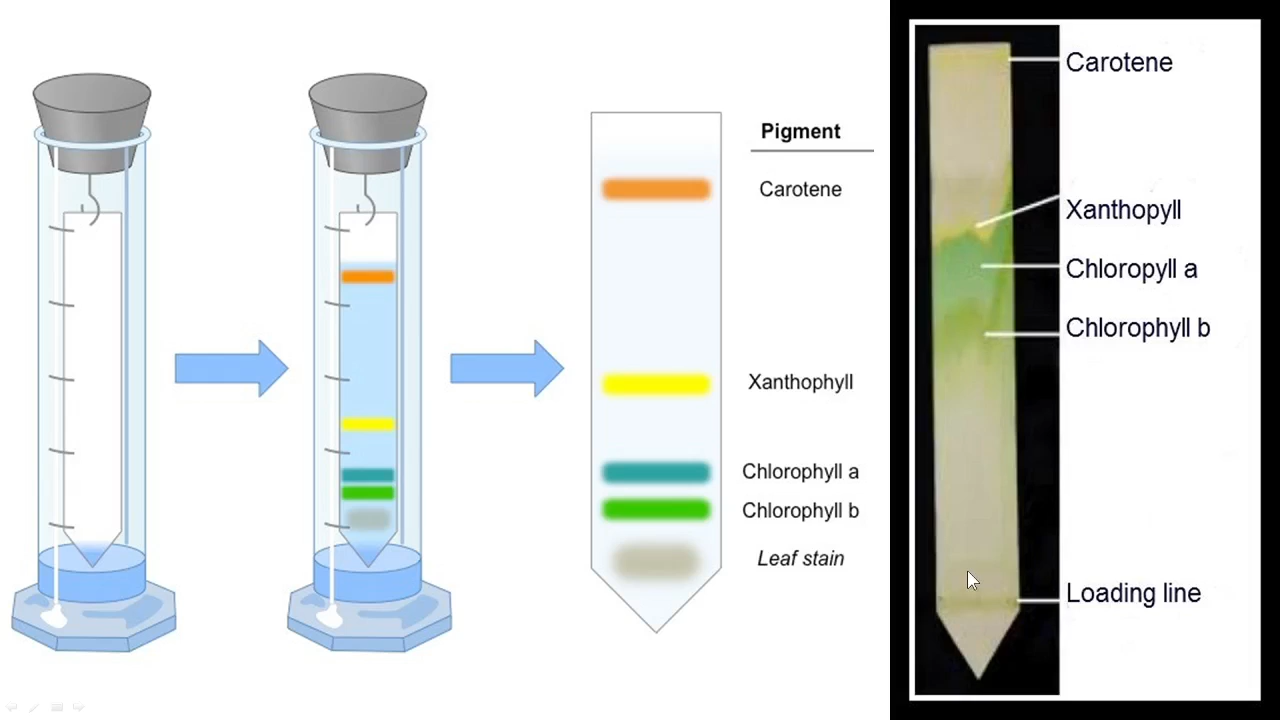 Pigment
Carotene
Xanthophyll
Chlorophyll a
Chlorophyll b
Leaf stain
Carotene
Xanthopyll
Chloropyll a
Chlorophyll b
Loading line